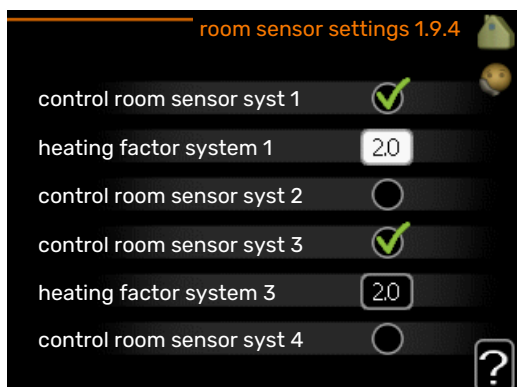 room sensor settings 1.9.4
control room sensor syst 1
heating factor system 1 2.0
control room sensor syst 2
control room sensor syst 3
heating factor system 3 2.0
control room sensor syst 4
?